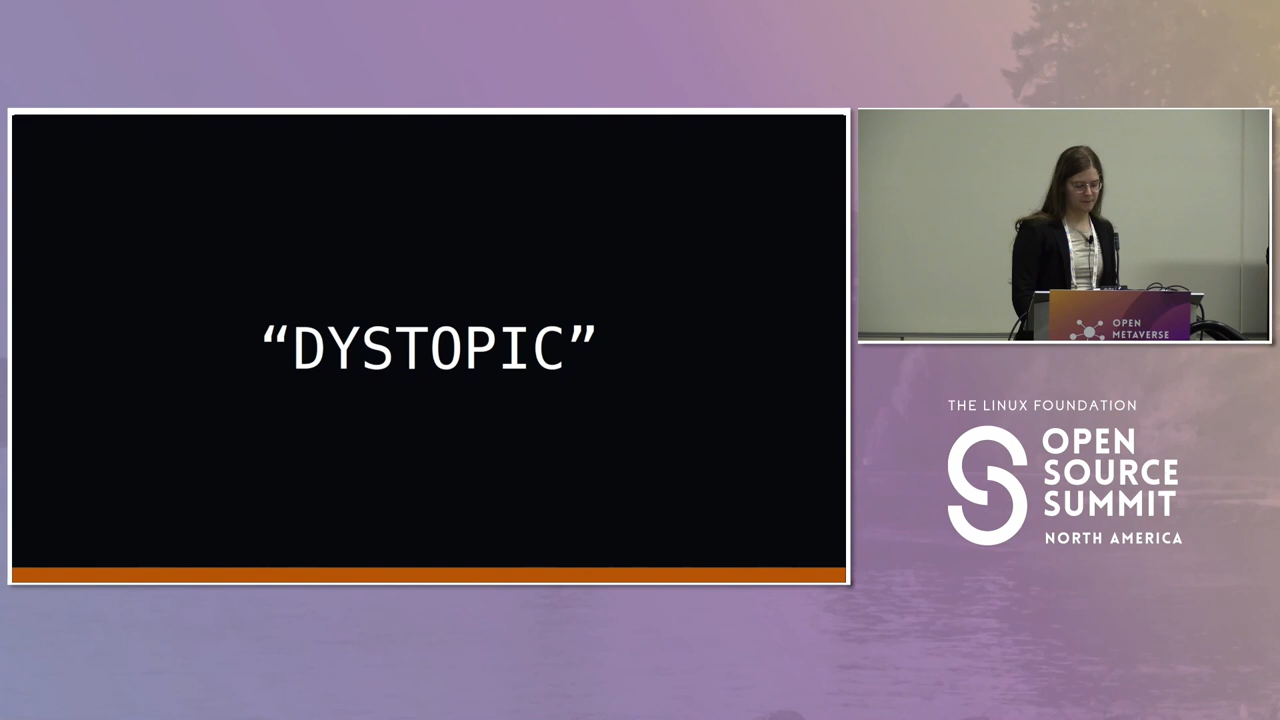 “DYSTOPIC”
OPEN
METAVERSE
THE LINUX FOUNDATION
OPEN
SOURCE
SUMMIT
NORTH AMERICA